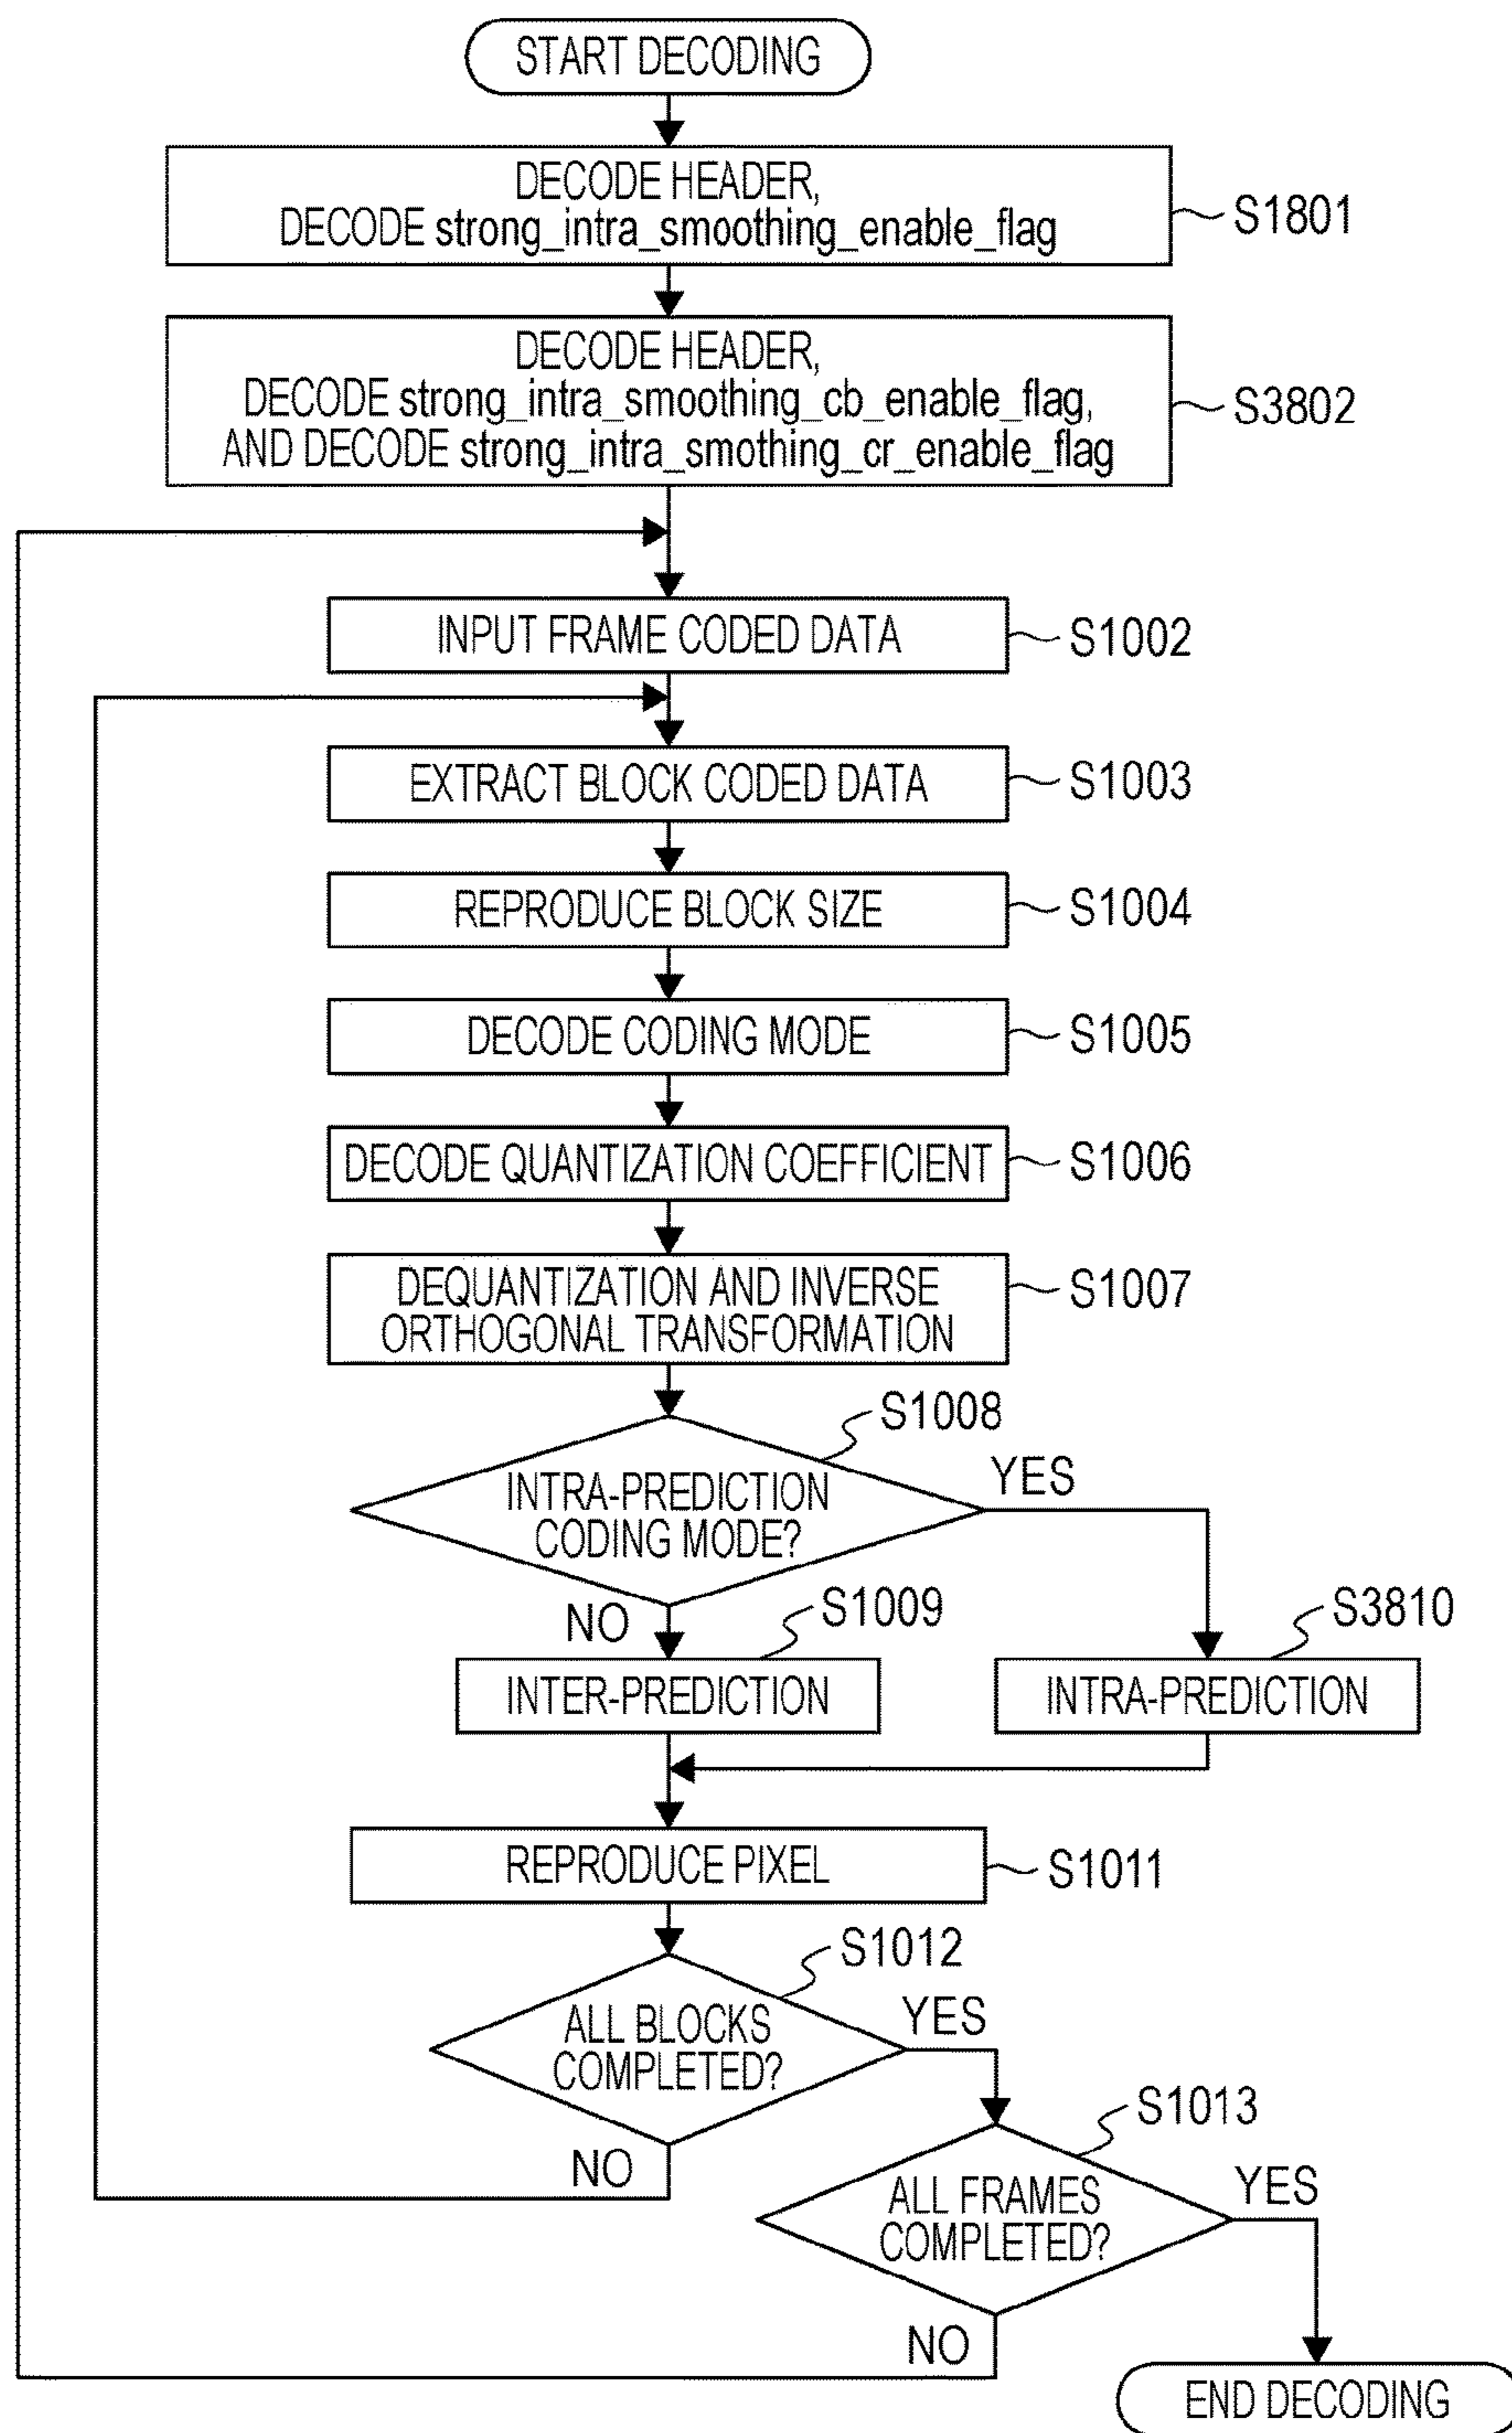 START DECODING
DECODE HEADER,
DECODE strong_intra_smoothing_enable_flag
S1801
DECODE HEADER,
DECODE strong_intra_smoothing_cb_enable_flag,
AND DECODE strong_intra_smothing_cr_enable_flag
S3802
INPUT FRAME CODED DATA
S1002
EXTRACT BLOCK CODED DATA
S1003
REPRODUCE BLOCK SIZE
S1004
DECODE CODING MODE
S1005
DECODE QUANTIZATION COEFFICIENT
S1006
DEQUANTIZATION AND INVERSE
ORTHOGONAL TRANSFORMATION
S1007
S1008
INTRA-PREDICTION
CODING MODE?
YES
NO
S1009
S3810
INTER-PREDICTION
INTRA-PREDICTION
REPRODUCE PIXEL
S1011
S1012
ALL BLOCKS
COMPLETED?
YES
NO
S1013
ALL FRAMES
COMPLETED?
YES
NO
END DECODING